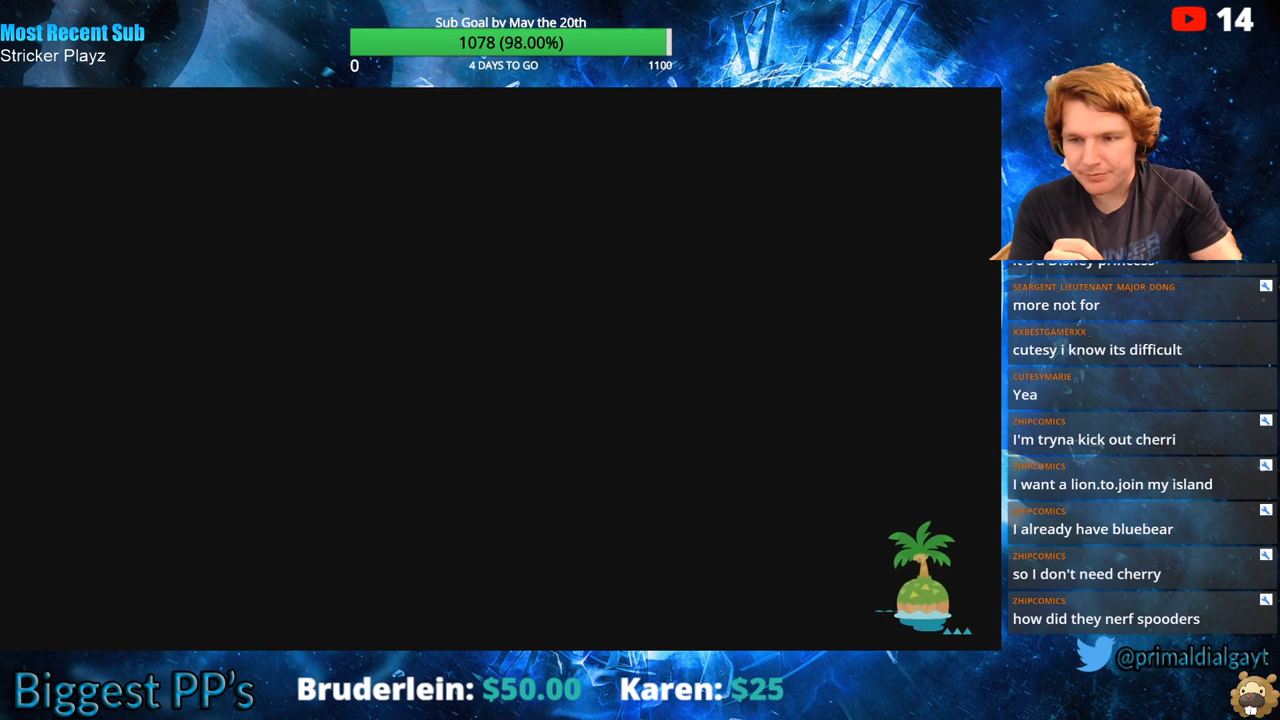 Most Recent Sub
Stricker Playz
Sub Goal by May the 20th
1078 (98.00%)
0
4 DAYS TO GO
1100
14
it's a Disney princess
SEARGENT LIEUTENANT MAJOR DONG
more not for
XXBESTGAMERXX
cutesy i know its difficult
CUTESYMARIE
Yea
ZHIPCOMICS
I'm tryna kick out cherri
ZHIPCOMICS
I want a lion.to.join my island
ZHIPCOMICS
I already have bluebear
ZHIPCOMICS
so I don't need cherry
ZHIPCOMICS
how did they nerf spooders
@primaldialgayt
Biggest PP's
Bruderlein: $50.00
Karen: $25